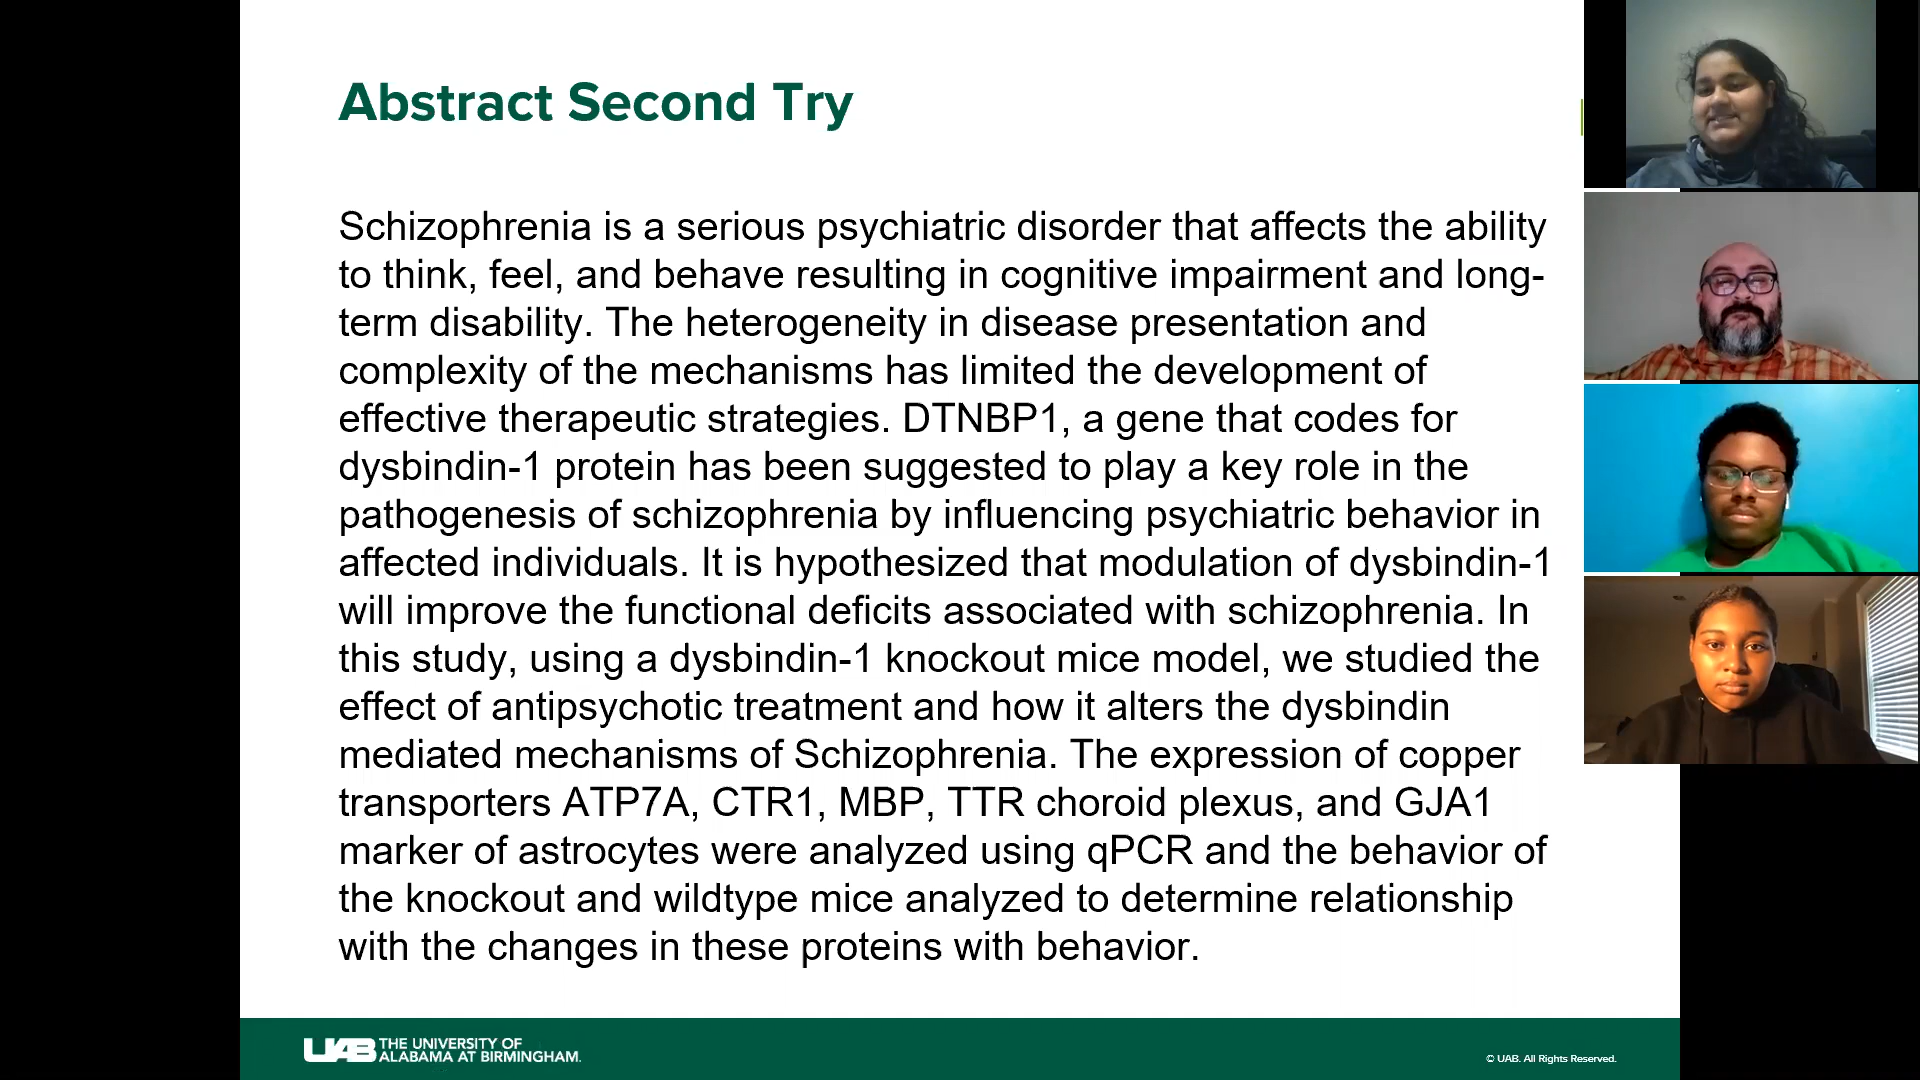 Abstract Second Try
Schizophrenia is a serious psychiatric disorder that affects the ability
to think, feel, and behave resulting in cognitive impairment and long-
term disability. The heterogeneity in disease presentation and
complexity of the mechanisms has limited the development of
effective therapeutic strategies. DTNBP1, a gene that codes for
dysbindin-1 protein has been suggested to play a key role in the
pathogenesis of schizophrenia by influencing psychiatric behavior in
affected individuals. It is hypothesized that modulation of dysbindin-1
will improve the functional deficits associated with schizophrenia. In
this study, using a dysbindin-1 knockout mice model, we studied the
effect of antipsychotic treatment and how it alters the dysbindin
mediated mechanisms of Schizophrenia. The expression of copper
transporters ATP7A, CTR1, MBP, TTR choroid plexus, and GJA1
marker of astrocytes were analyzed using qPCR and the behavior of
the knockout and wildtype mice analyzed to determine relationship
with the changes in these proteins with behavior.
UAB THE UNIVERSITY OF
ALABAMA AT BIRMINGHAM.
© UAB. All Rights Reserved.